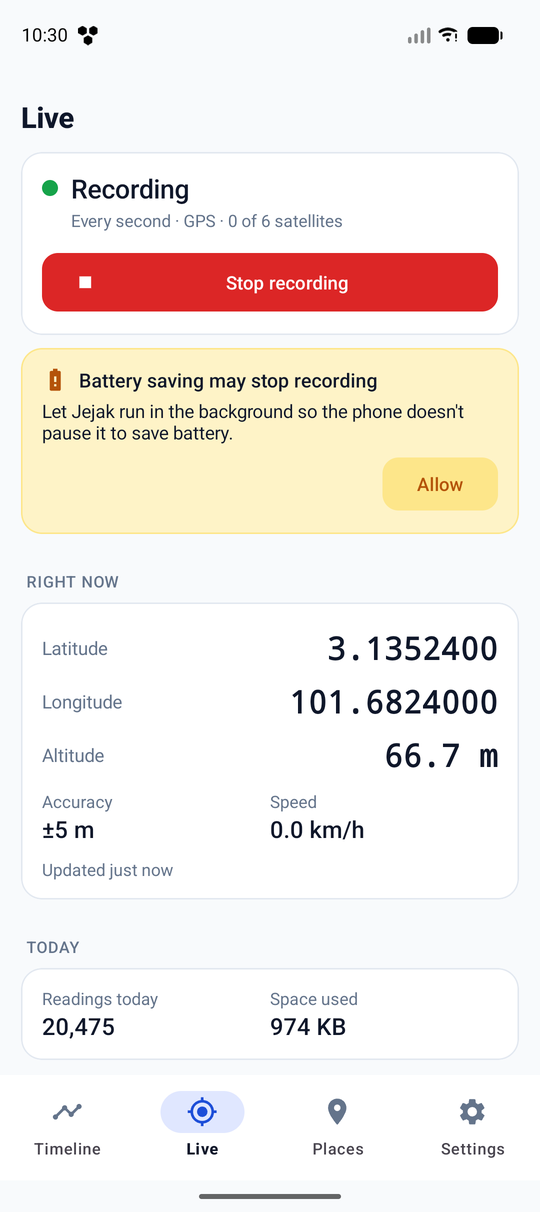 10:30
Live
Recording
Every second · GPS · 0 of 6 satellites
Stop recording
Battery saving may stop recording
Let Jejak run in the background so the phone doesn't
pause it to save battery.
Allow
RIGHT NOW
Latitude 3.1352400
Longitude 101.6824000
Altitude 66.7 m
Accuracy Speed
±5 m 0.0 km/h
Updated just now
TODAY
Readings today Space used
20,475 974 KB
Timeline Live Places Settings